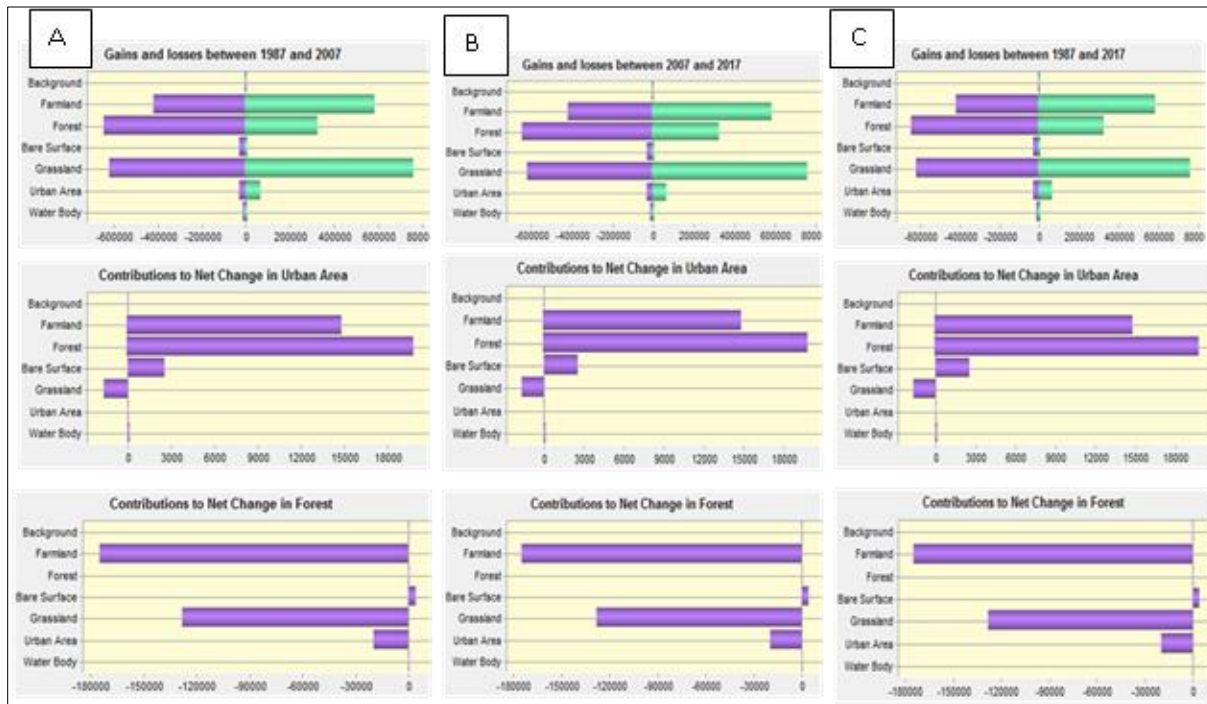 A
Gains and losses between 1987 and 2007
Background
Farmland
Forest
Bare Surface
Grassland
Urban Area
Water Body
-600000 -400000 -200000 0 200000 400000 600000 8000
Contributions to Net Change in Urban Area
Background
Farmland
Forest
Bare Surface
Grassland
Urban Area
Water Body
0 3000 6000 9000 12000 15000 18000
Contributions to Net Change in Forest
Background
Farmland
Forest
Bare Surface
Grassland
Urban Area
Water Body
-180000 -150000 -120000 -90000 -60000 -30000 0
B
Gains and losses between 2007 and 2017
Background
Farmland
Forest
Bare Surface
Grassland
Urban Area
Water Body
-600000 -400000 -200000 0 200000 400000 600000 8000
Contributions to Net Change in Urban Area
Background
Farmland
Forest
Bare Surface
Grassland
Urban Area
Water Body
0 3000 6000 9000 12000 15000 18000
Contributions to Net Change in Forest
Background
Farmland
Forest
Bare Surface
Grassland
Urban Area
Water Body
-180000 -150000 -120000 -90000 -60000 -30000 0
C
Gains and losses between 1987 and 2017
Background
Farmland
Forest
Bare Surface
Grassland
Urban Area
Water Body
-600000 -400000 -200000 0 200000 400000 600000 8000
Contributions to Net Change in Urban Area
Background
Farmland
Forest
Bare Surface
Grassland
Urban Area
Water Body
0 3000 6000 9000 12000 15000 18000
Contributions to Net Change in Forest
Background
Farmland
Forest
Bare Surface
Grassland
Urban Area
Water Body
-180000 -150000 -120000 -90000 -60000 -30000 0